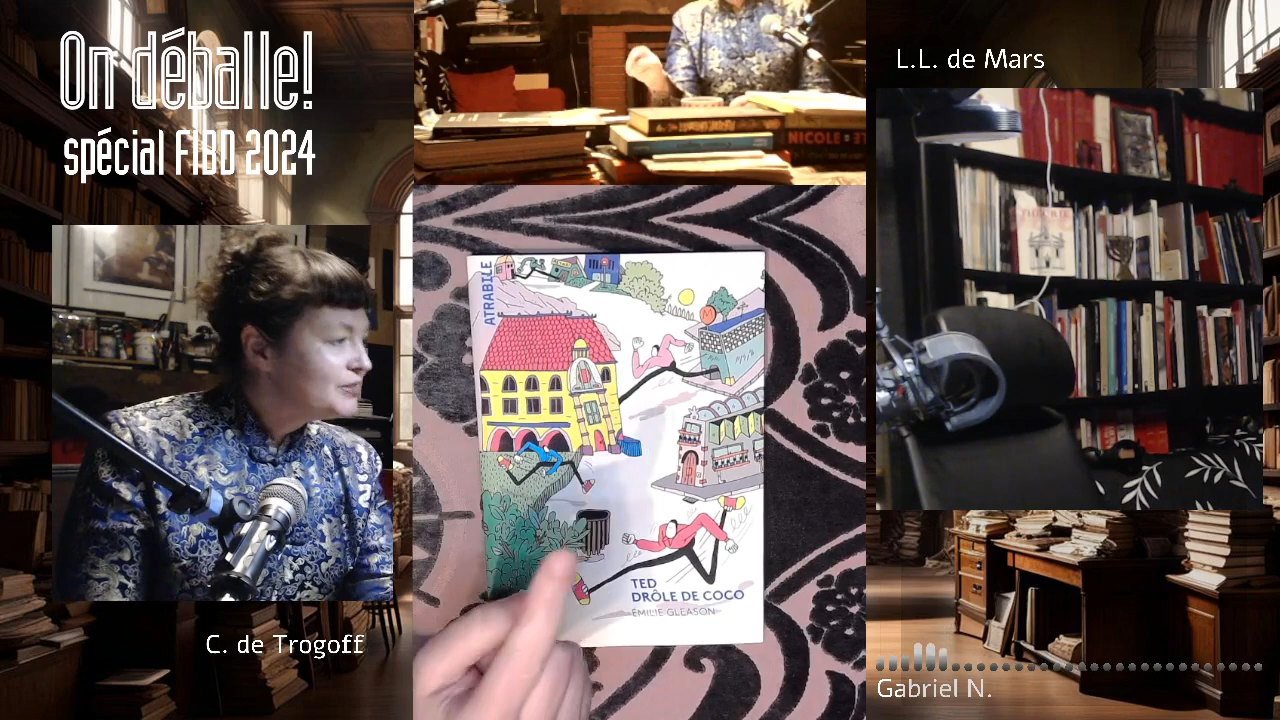 On déballe!
spécial FIBD 2024
L.L. de Mars
NICOLE
ATRABILE
M
TED
DRÔLE DE COCO
ÉMILIE GLEASON
C. de Trogoff
Gabriel N.